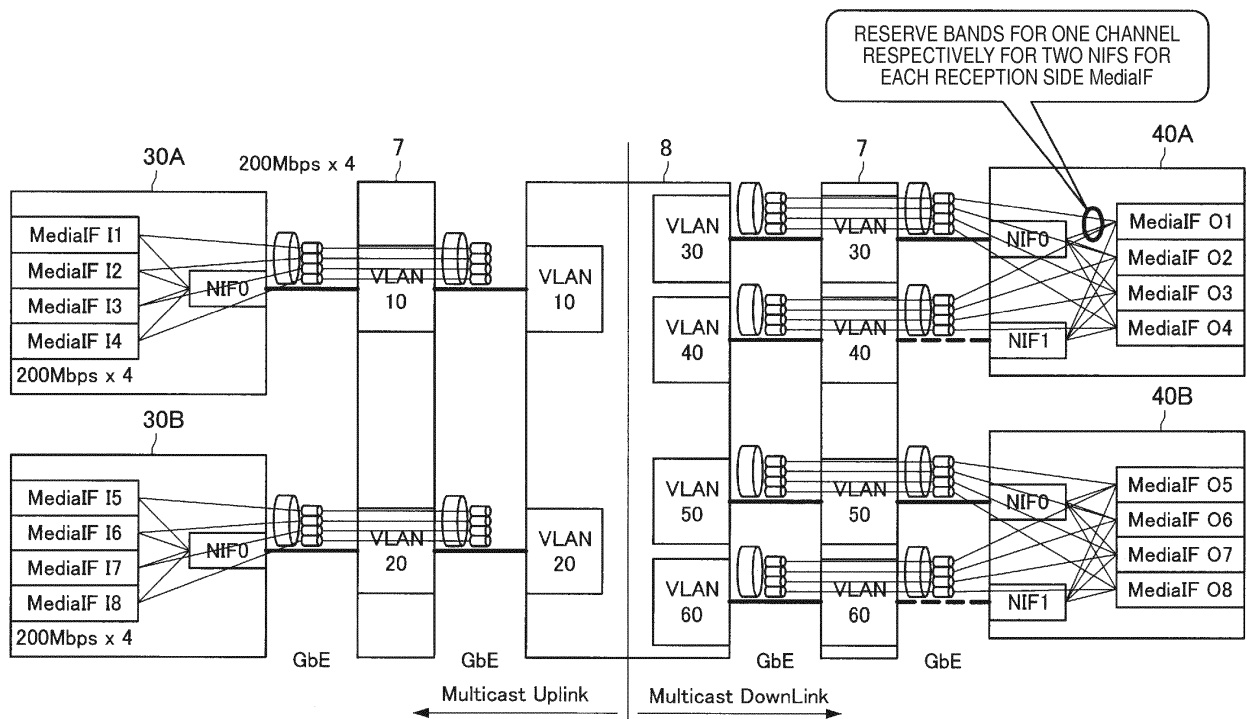 RESERVE BANDS FOR ONE CHANNEL
RESPECTIVELY FOR TWO NIFS FOR
EACH RECEPTION SIDE MediaIF
30A
200Mbps x 4
7
8
7
40A
MediaIF I1
MediaIF I2
MediaIF I3
MediaIF I4
NIF0
200Mbps x 4
VLAN
10
VLAN
10
VLAN
30
VLAN
30
NIF0
VLAN
40
VLAN
40
NIF1
MediaIF O1
MediaIF O2
MediaIF O3
MediaIF O4
30B
40B
MediaIF I5
MediaIF I6
MediaIF I7
MediaIF I8
NIF0
200Mbps x 4
VLAN
20
VLAN
20
VLAN
50
VLAN
50
NIF0
VLAN
60
VLAN
60
NIF1
MediaIF O5
MediaIF O6
MediaIF O7
MediaIF O8
GbE
GbE
GbE
GbE
Multicast Uplink
Multicast DownLink